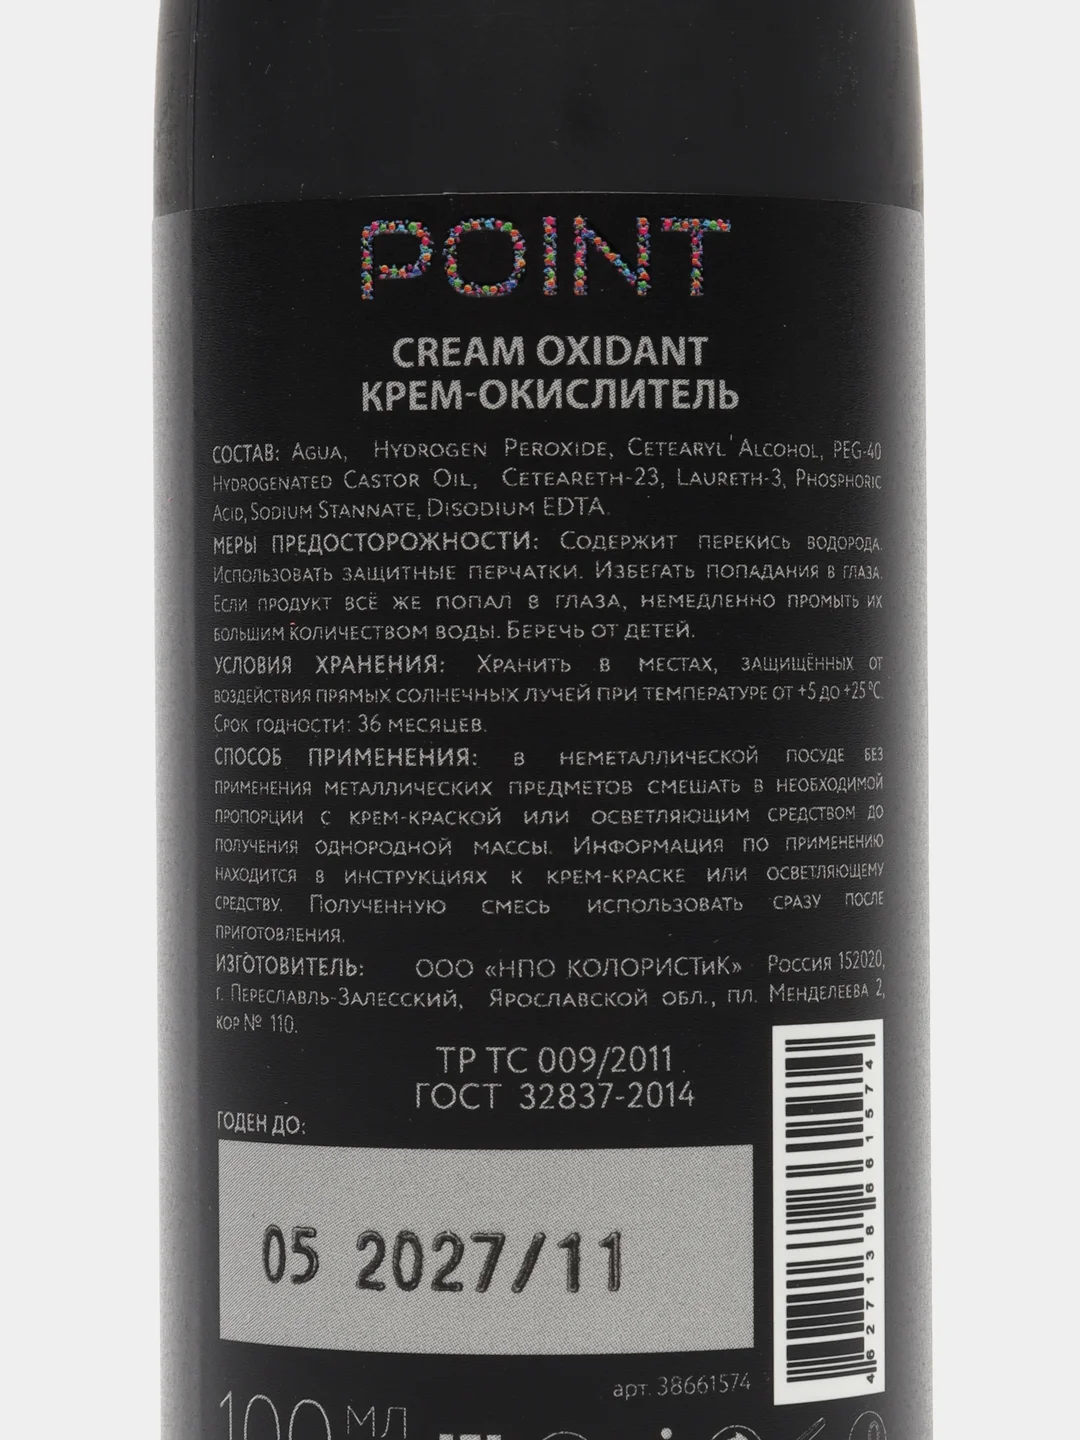 POINT
CREAM OXIDANT
КРЕМ-ОКИСЛИТЕЛЬ
СОСТАВ: AGUA, HYDROGEN PEROXIDE, CETEARYL ALCOHOL, PEG-40
HYDROGENATED CASTOR OIL, CETEARETH-23, LAURETH-3, PHOSPHORIC
ACID, SODIUM STANNATE, DISODIUM EDTA.
МЕРЫ ПРЕДОСТОРОЖНОСТИ: СОДЕРЖИТ ПЕРЕКИСЬ ВОДОРОДА.
ИСПОЛЬЗОВАТЬ ЗАЩИТНЫЕ ПЕРЧАТКИ. ИЗБЕГАТЬ ПОПАДАНИЯ В ГЛАЗА.
ЕСЛИ ПРОДУКТ ВСЁ ЖЕ ПОПАЛ В ГЛАЗА, НЕМЕДЛЕННО ПРОМЫТЬ ИХ
БОЛЬШИМ КОЛИЧЕСТВОМ ВОДЫ. БЕРЕЧЬ ОТ ДЕТЕЙ.
УСЛОВИЯ ХРАНЕНИЯ: ХРАНИТЬ В МЕСТАХ, ЗАЩИЩЁННЫХ ОТ
ВОЗДЕЙСТВИЯ ПРЯМЫХ СОЛНЕЧНЫХ ЛУЧЕЙ ПРИ ТЕМПЕРАТУРЕ ОТ +5 ДО +25°С.
СРОК ГОДНОСТИ: 36 МЕСЯЦЕВ.
СПОСОБ ПРИМЕНЕНИЯ: В НЕМЕТАЛЛИЧЕСКОЙ ПОСУДЕ БЕЗ
ПРИМЕНЕНИЯ МЕТАЛЛИЧЕСКИХ ПРЕДМЕТОВ СМЕШАТЬ В НЕОБХОДИМОЙ
ПРОПОРЦИИ С КРЕМ-КРАСКОЙ ИЛИ ОСВЕТЛЯЮЩИМ СРЕДСТВОМ ДО
ПОЛУЧЕНИЯ ОДНОРОДНОЙ МАССЫ. ИНФОРМАЦИЯ ПО ПРИМЕНЕНИЮ
НАХОДИТСЯ В ИНСТРУКЦИЯХ К КРЕМ-КРАСКЕ ИЛИ ОСВЕТЛЯЮЩЕМУ
СРЕДСТВУ. ПОЛУЧЕННУЮ СМЕСЬ ИСПОЛЬЗОВАТЬ СРАЗУ ПОСЛЕ
ПРИГОТОВЛЕНИЯ.
ИЗГОТОВИТЕЛЬ: ООО «НПО КОЛОРИСТиК» РОССИЯ 152020,
Г. ПЕРЕСЛАВЛЬ-ЗАЛЕССКИЙ, ЯРОСЛАВСКОЙ ОБЛ., ПЛ. МЕНДЕЛЕЕВА 2,
КОР № 110.
ТР ТС 009/2011
ГОСТ 32837-2014
ГОДЕН ДО:
05 2027/11
4 627138 661574
арт. 38661574
100 МЛ